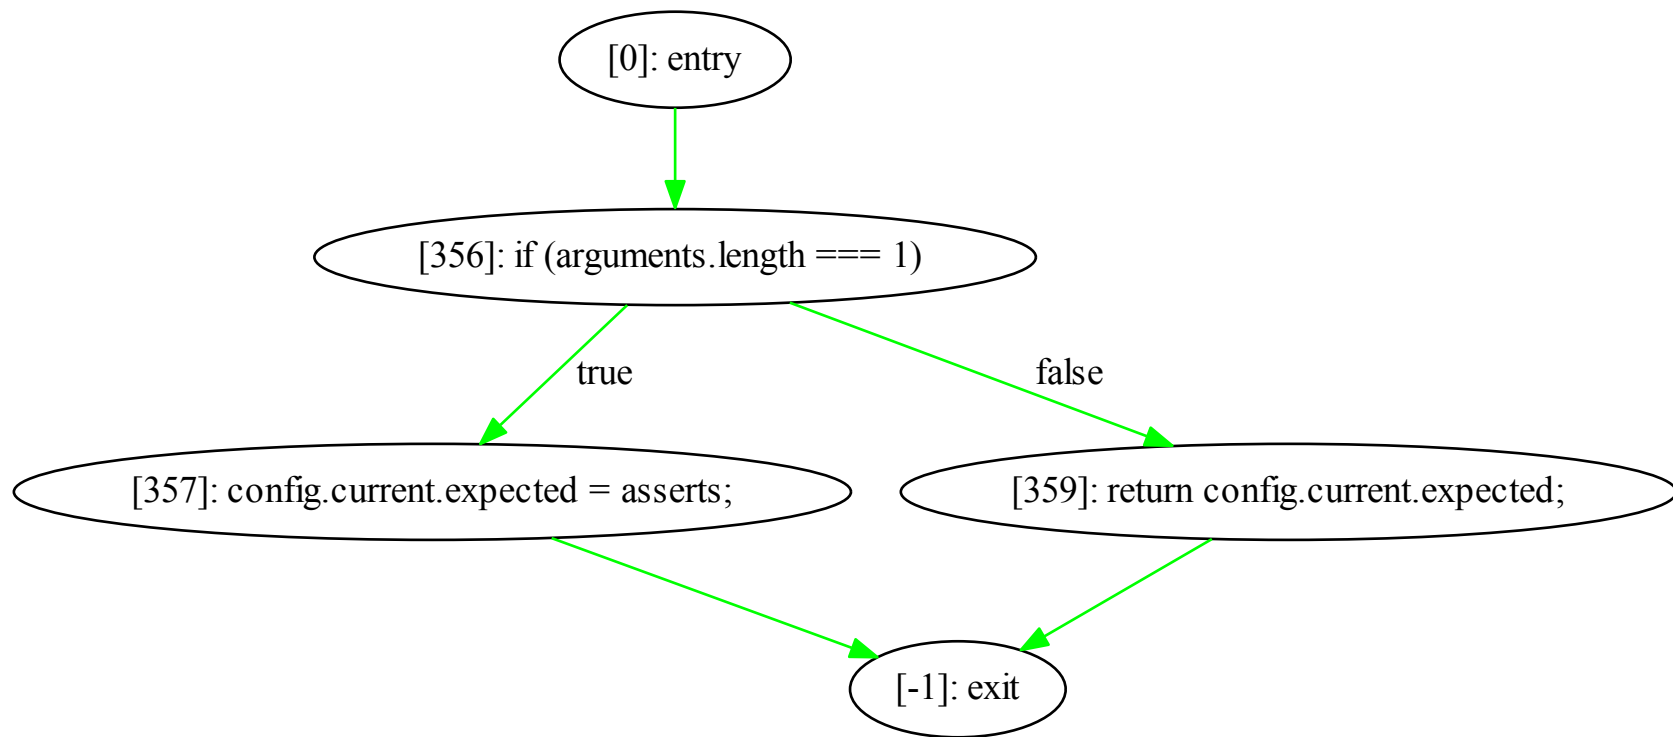 [0]: entry
[356]: if (arguments.length === 1)
true
false
[357]: config.current.expected = asserts;
[359]: return config.current.expected;
[-1]: exit